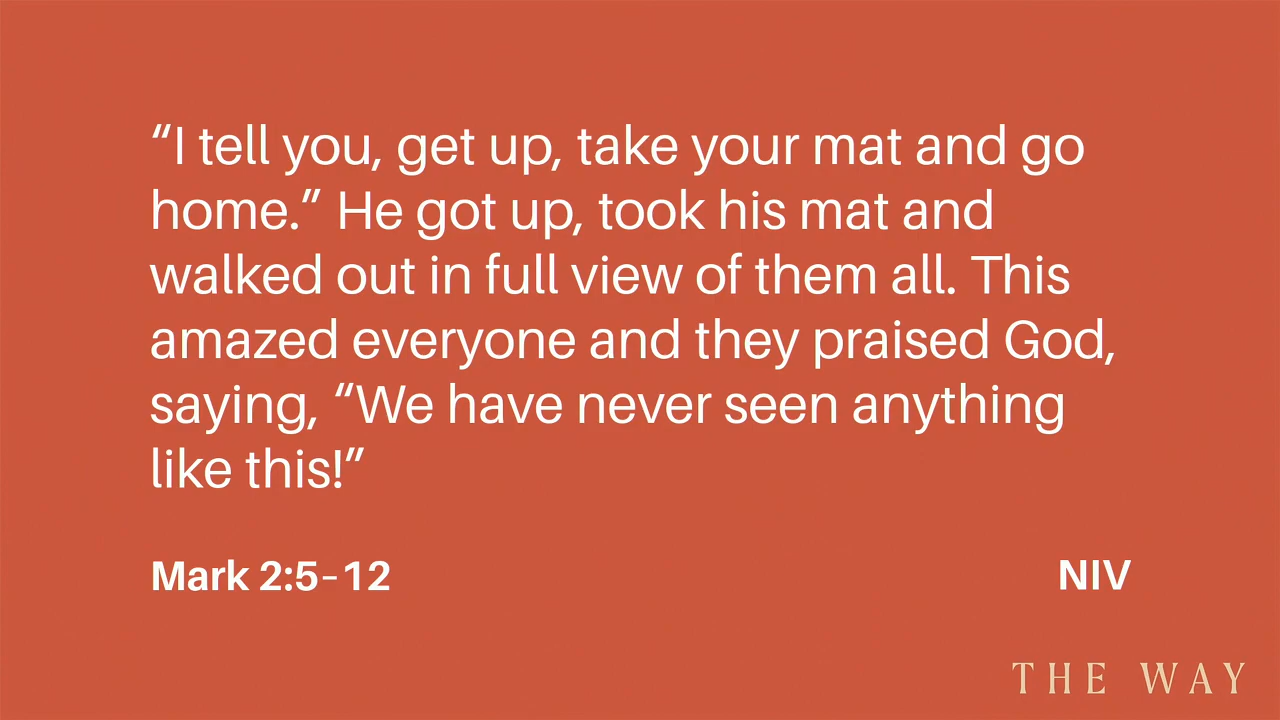 “I tell you, get up, take your mat and go
home.” He got up, took his mat and
walked out in full view of them all. This
amazed everyone and they praised God,
saying, “We have never seen anything
like this!”
Mark 2:5–12
NIV
THE WAY